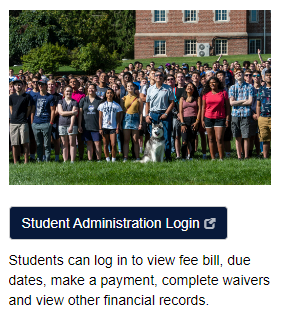 Student Administration Login
Students can log in to view fee bill, due
dates, make a payment, complete waivers
and view other financial records.